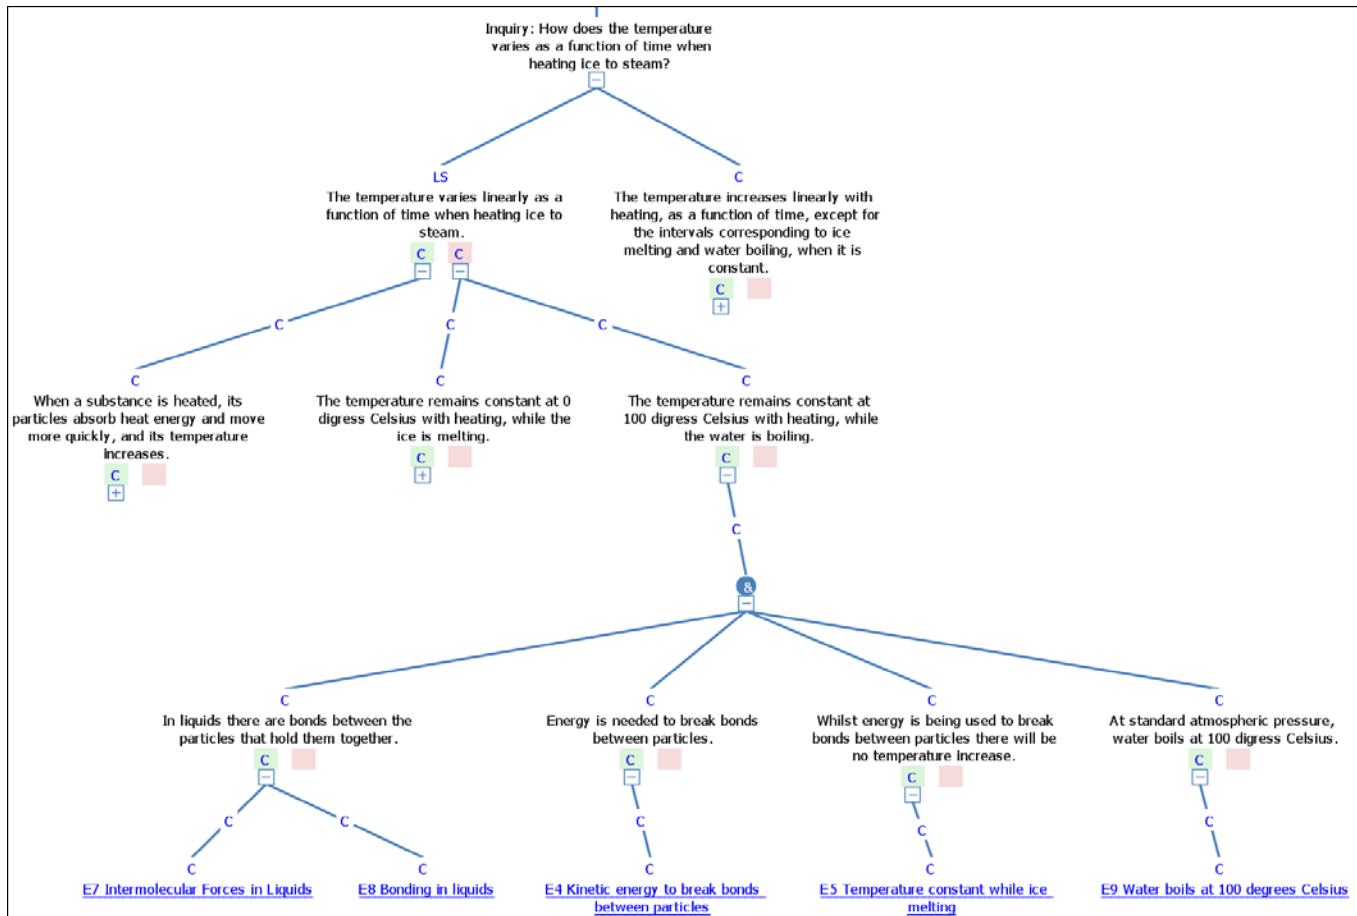 Inquiry: How does the temperature
varies as a function of time when
heating ice to steam?
−
LS
C
The temperature varies linearly as a
function of time when heating ice to
steam.
C C
− −
The temperature increases linearly with
heating, as a function of time, except for
the intervals corresponding to ice
melting and water boiling, when it is
constant.
C
+
C
C
C
C
C
C
When a substance is heated, its
particles absorb heat energy and move
more quickly, and its temperature
increases.
C
+
The temperature remains constant at 0
digress Celsius with heating, while the
ice is melting.
C
+
The temperature remains constant at
100 digress Celsius with heating, while
the water is boiling.
C
−
C
&
−
C
In liquids there are bonds between the
particles that hold them together.
C
−
C
Energy is needed to break bonds
between particles.
C
−
C
Whilst energy is being used to break
bonds between particles there will be
no temperature increase.
C
−
C
At standard atmospheric pressure,
water boils at 100 digress Celsius.
C
−
C
C
C
C
C
C
E7 Intermolecular Forces in Liquids
C
E8 Bonding in liquids
C
E4 Kinetic energy to break bonds
between particles
C
E5 Temperature constant while ice
melting
C
E9 Water boils at 100 degrees Celsius